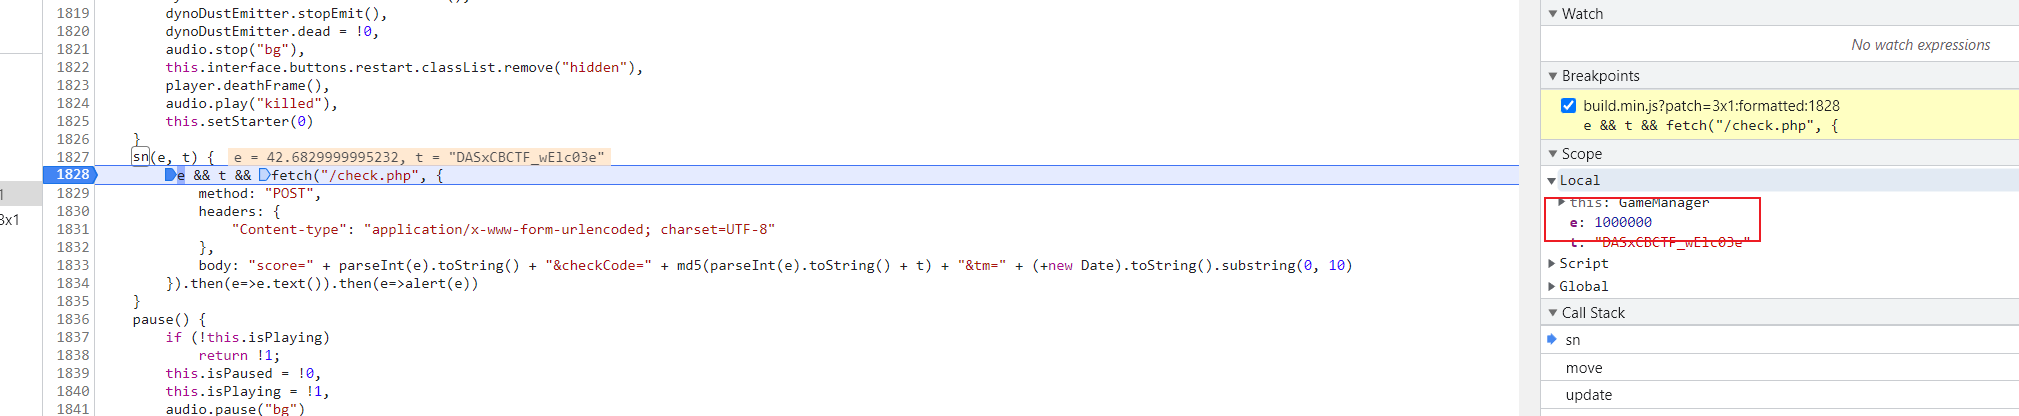 1819 dynoDustEmitter.stopEmit(),
1820 dynoDustEmitter.dead = !0,
1821 audio.stop("bg"),
1822 this.interface.buttons.restart.classList.remove("hidden"),
1823 player.deathFrame(),
1824 audio.play("killed"),
1825 this.setStarter(0)
1826 }
1827 sn(e, t) { e = 42.6829999995232, t = "DASxCBCTF_wElc03e"
1828 e && t && fetch("/check.php", {
1829 method: "POST",
1830 headers: {
1831 "Content-type": "application/x-www-form-urlencoded; charset=UTF-8"
1832 },
1833 body: "score=" + parseInt(e).toString() + "&checkCode=" + md5(parseInt(e).toString() + t) + "&tm=" + (+new Date).toString().substring(0, 10)
1834 }).then(e=>e.text()).then(e=>alert(e))
1835 }
1836 pause() {
1837 if (!this.isPlaying)
1838 return !1;
1839 this.isPaused = !0,
1840 this.isPlaying = !1,
1841 audio.pause("bg")
1
3x1
Watch
No watch expressions
Breakpoints
build.min.js?patch=3x1:formatted:1828
e && t && fetch("/check.php", {
Scope
Local
this: GameManager
e: 1000000
t: "DASxCBCTF_wElc03e"
Script
Global
Call Stack
sn
move
update